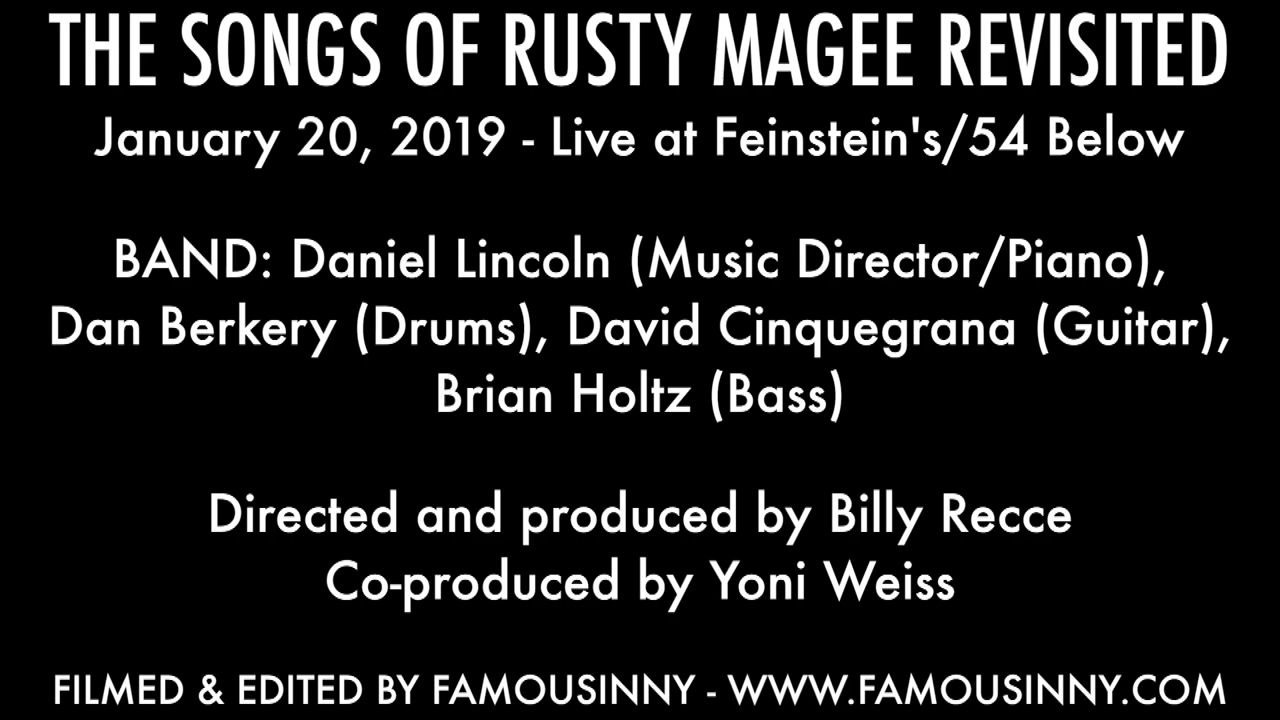 THE SONGS OF RUSTY MAGEE REVISITED
January 20, 2019 - Live at Feinstein's/54 Below
BAND: Daniel Lincoln (Music Director/Piano),
Dan Berkery (Drums), David Cinquegrana (Guitar),
Brian Holtz (Bass)
Directed and produced by Billy Recce
Co-produced by Yoni Weiss
FILMED & EDITED BY FAMOUSINNY - WWW.FAMOUSINNY.COM